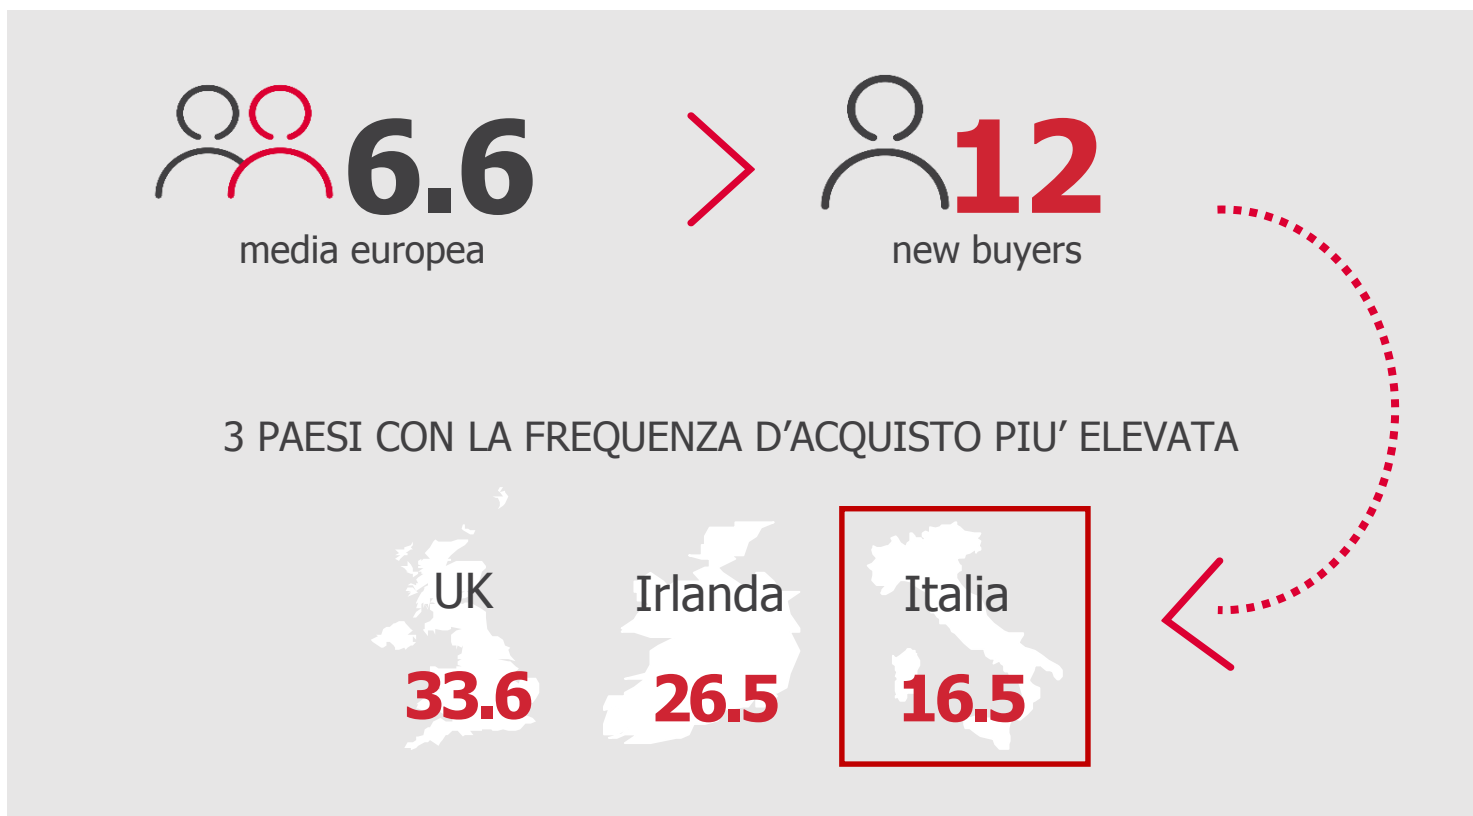 6.6
media europea
12
new buyers
3 PAESI CON LA FREQUENZA D’ACQUISTO PIU’ ELEVATA
UK
33.6
Irlanda
26.5
Italia
16.5